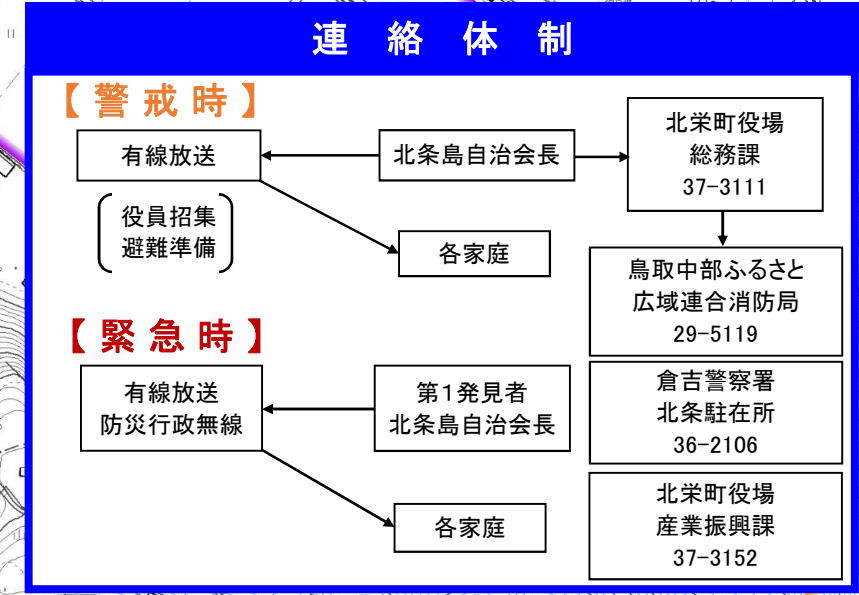 連絡体制
【警戒時】
有線放送
役員招集
避難準備
北条島自治会長
北栄町役場
総務課
37-3111
各家庭
鳥取中部ふるさと
広域連合消防局
29-5119
【緊急時】
有線放送
防災行政無線
第1発見者
北条島自治会長
倉吉警察署
北条駐在所
36-2106
各家庭
北栄町役場
産業振興課
37-3152